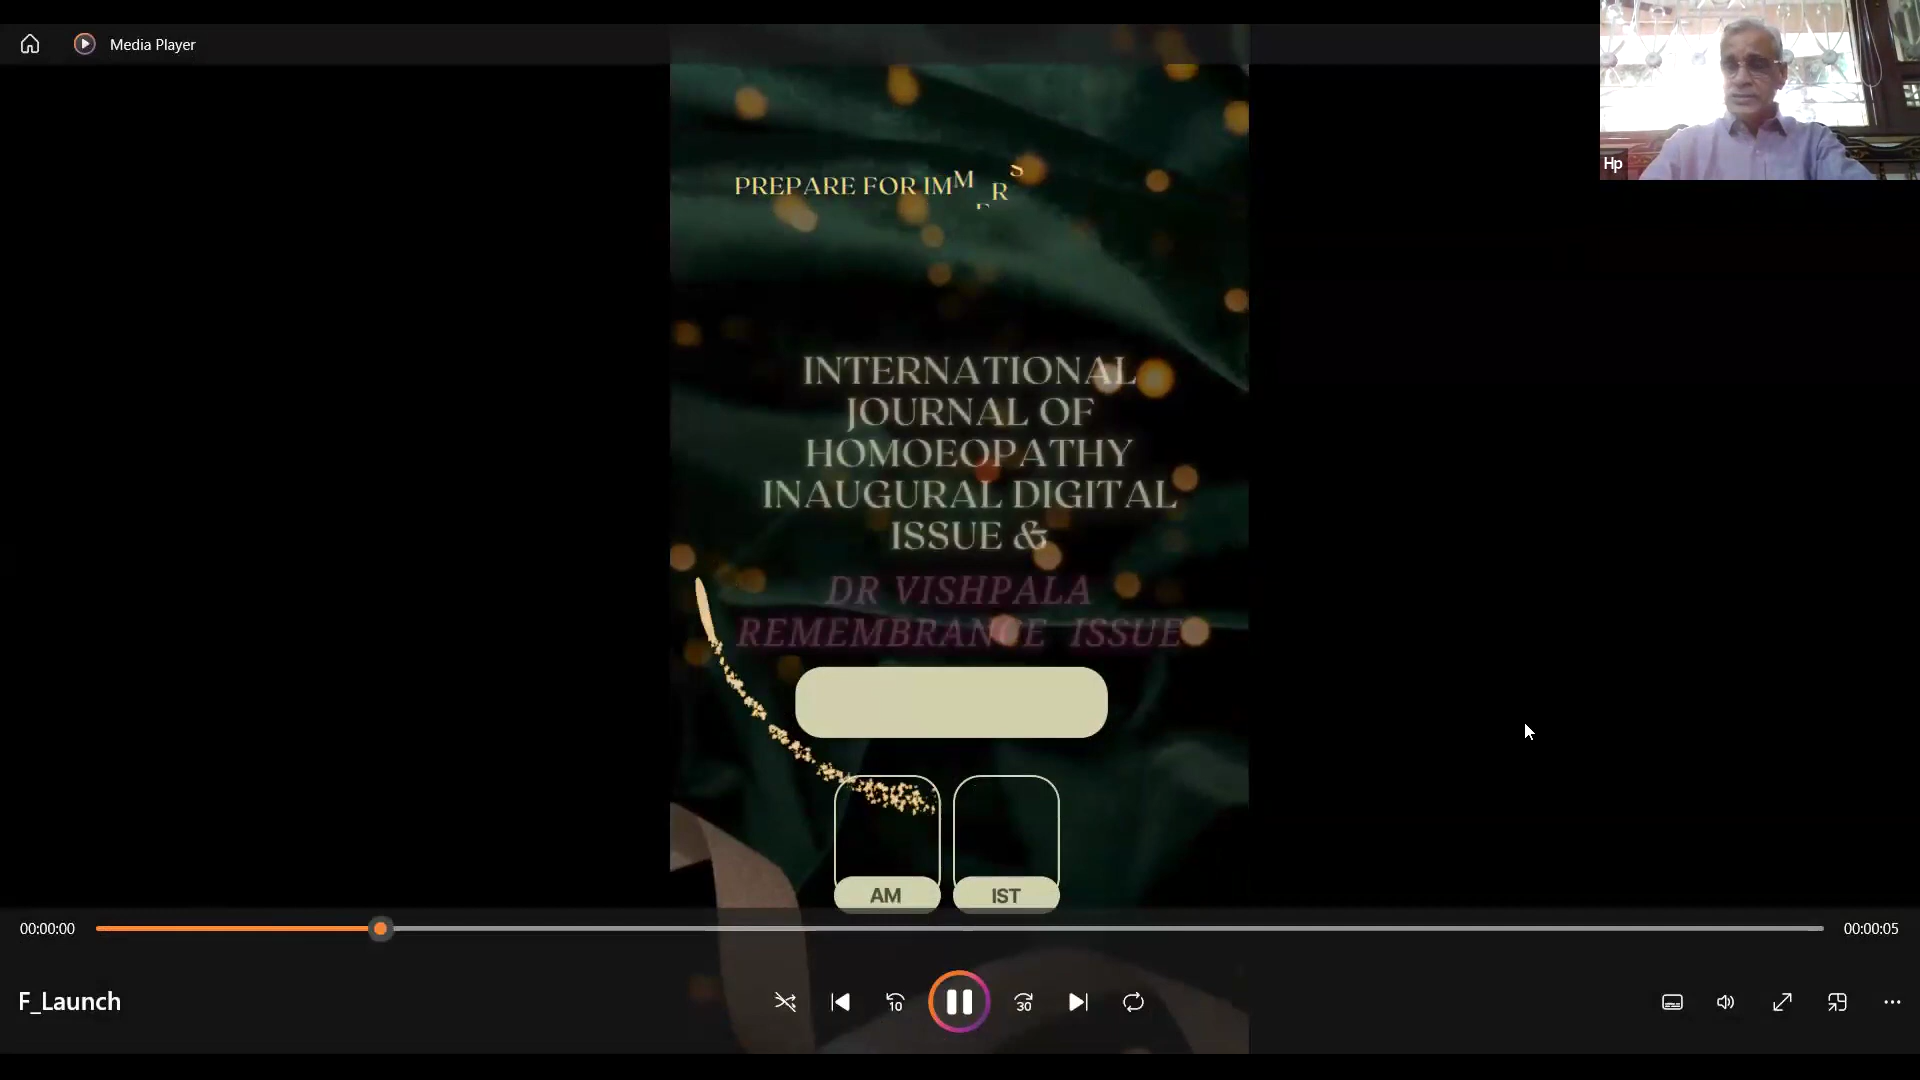 Media Player
Hp
PREPARE FOR IMMERS
INTERNATIONAL
JOURNAL OF
HOMOEOPATHY
INAUGURAL DIGITAL
ISSUE &
DR VISHPALA
REMEMBRANCE ISSUE
AM
IST
00:00:00
00:00:05
F_Launch
10
30